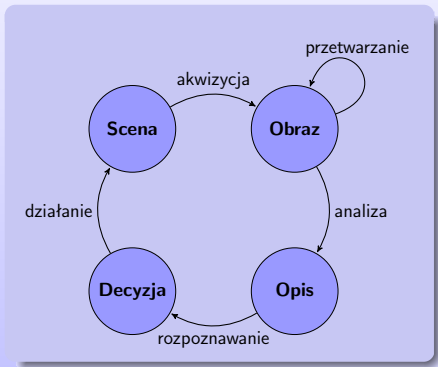 przetwarzanie
akwizycja
Scena
Obraz
działanie
analiza
Decyzja
Opis
rozpoznawanie